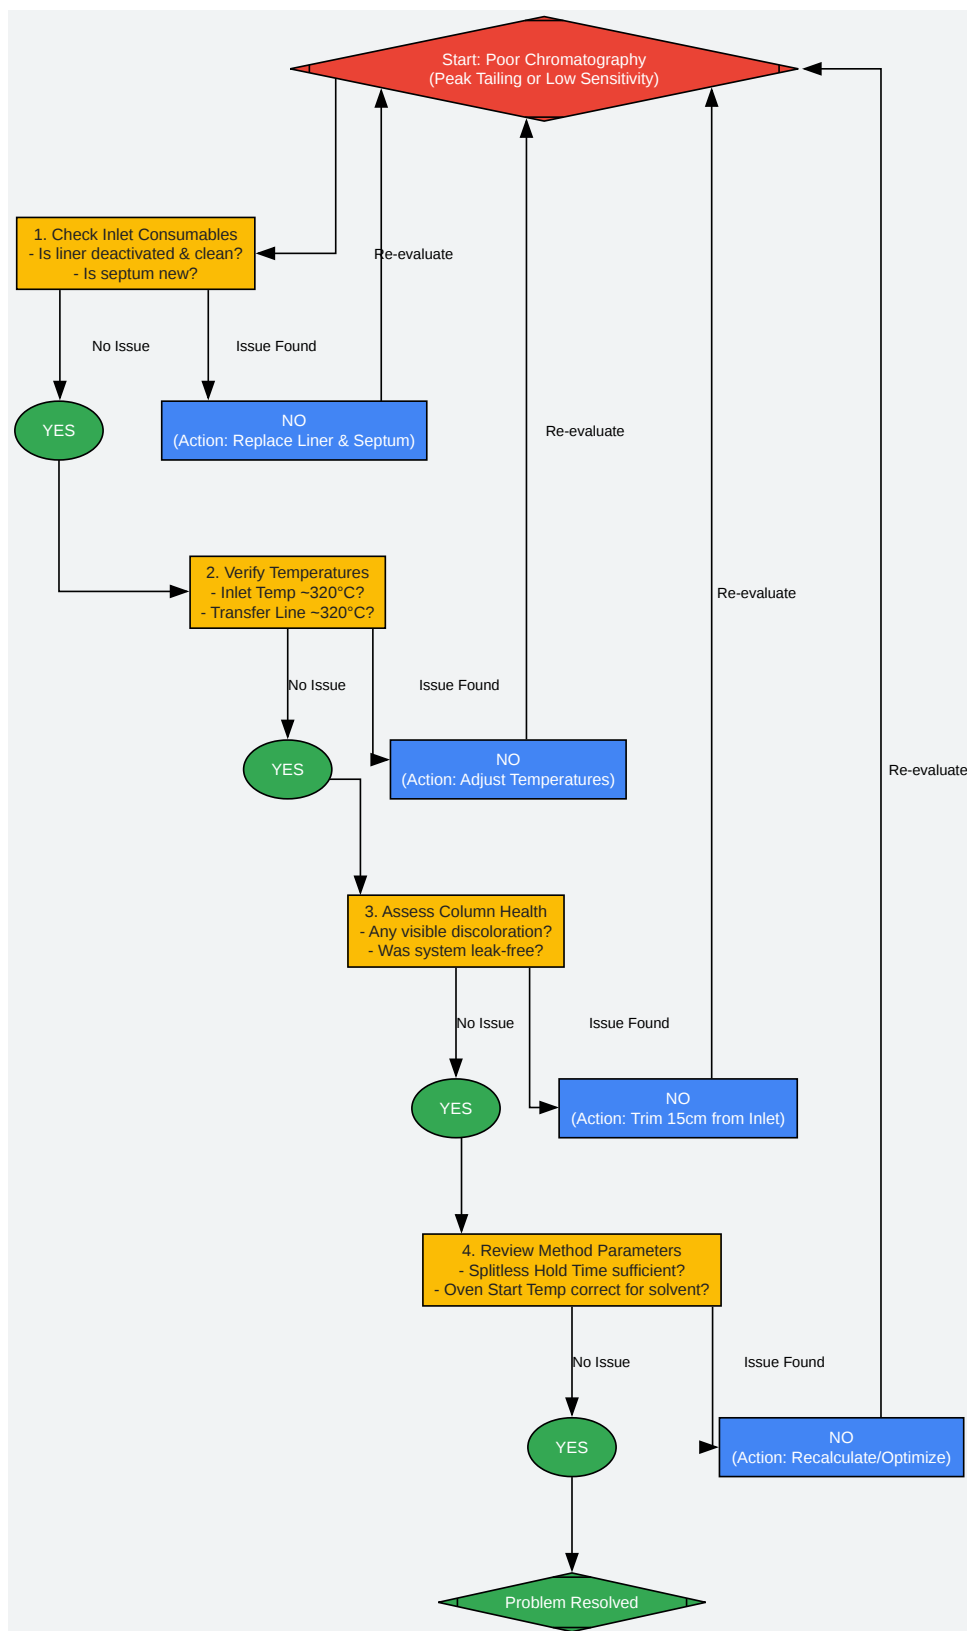 Start: Poor Chromatography
(Peak Tailing or Low Sensitivity)
1. Check Inlet Consumables
- Is liner deactivated & clean?
- Is septum new?
Re-evaluate
No Issue
Issue Found
YES
NO
(Action: Replace Liner & Septum)
Re-evaluate
2. Verify Temperatures
- Inlet Temp ~320°C?
- Transfer Line ~320°C?
Re-evaluate
No Issue
Issue Found
YES
NO
(Action: Adjust Temperatures)
Re-evaluate
3. Assess Column Health
- Any visible discoloration?
- Was system leak-free?
No Issue
Issue Found
YES
NO
(Action: Trim 15cm from Inlet)
4. Review Method Parameters
- Splitless Hold Time sufficient?
- Oven Start Temp correct for solvent?
No Issue
Issue Found
YES
NO
(Action: Recalculate/Optimize)
Problem Resolved